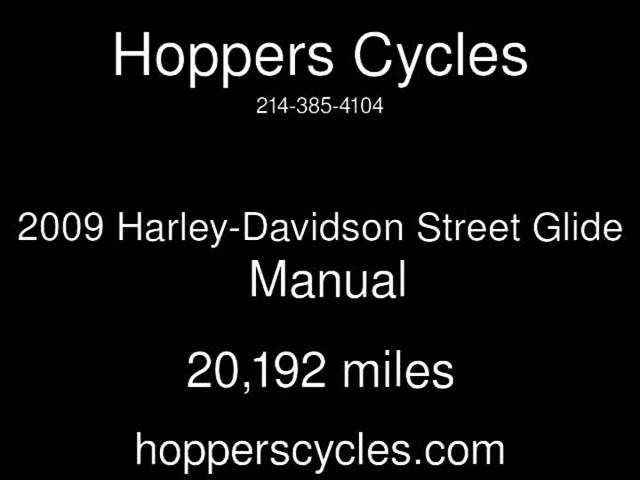 Hoppers Cycles
214-385-4104
2009 Harley-Davidson Street Glide
Manual
20,192 miles
hopperscycles.com